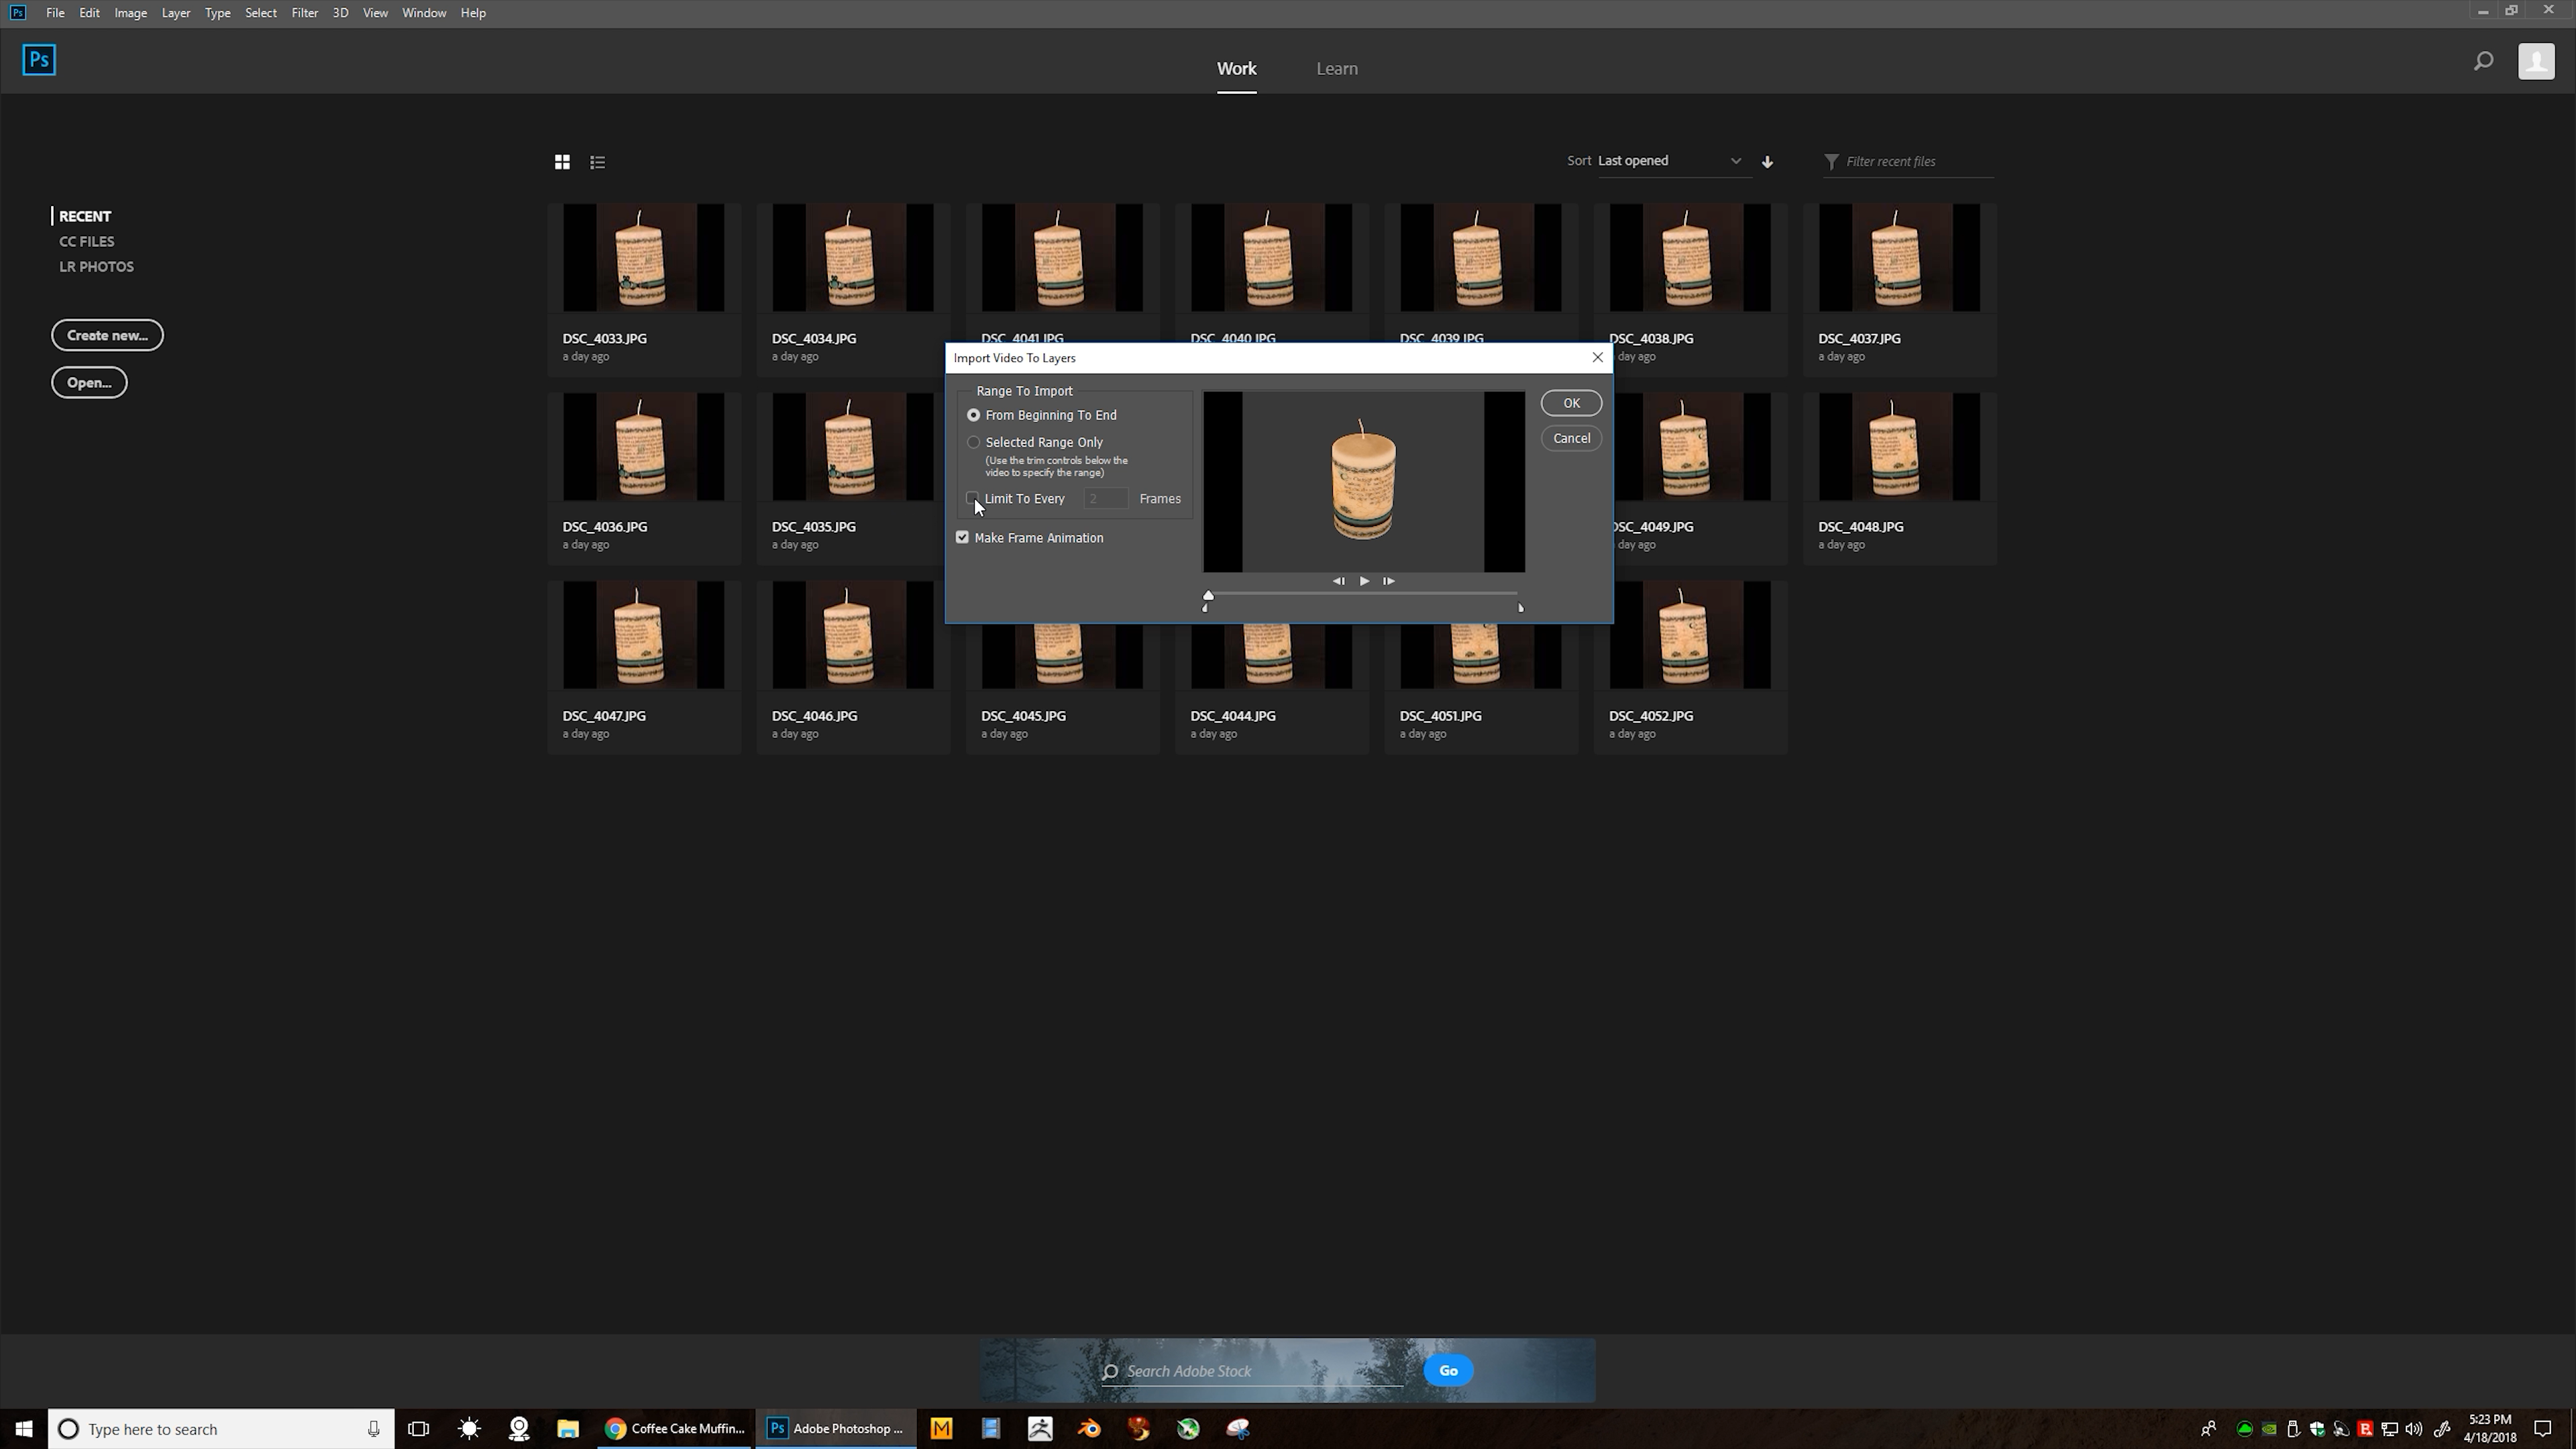 Ps File Edit Image Layer Type Select Filter 3D View Window Help
Ps
Work Learn
Sort Last opened
Filter recent files
RECENT
CC FILES
LR PHOTOS
Create new...
Open...
DSC_4033.JPG
a day ago
DSC_4034.JPG
a day ago
DSC_4041.JPG
DSC_4040.JPG
DSC_4039.JPG
DSC_4038.JPG
day ago
DSC_4037.JPG
a day ago
Import Video To Layers
Range To Import
From Beginning To End
Selected Range Only
(Use the trim controls below the
video to specify the range)
Limit To Every 2 Frames
Make Frame Animation
OK
Cancel
DSC_4036.JPG
a day ago
DSC_4035.JPG
a day ago
DSC_4049.JPG
day ago
DSC_4048.JPG
a day ago
DSC_4047.JPG
a day ago
DSC_4046.JPG
a day ago
DSC_4045.JPG
a day ago
DSC_4044.JPG
a day ago
DSC_4051.JPG
a day ago
DSC_4052.JPG
a day ago
Search Adobe Stock
Go
Type here to search
Coffee Cake Muffin...
Ps Adobe Photoshop ...
M
5:23 PM
4/18/2018